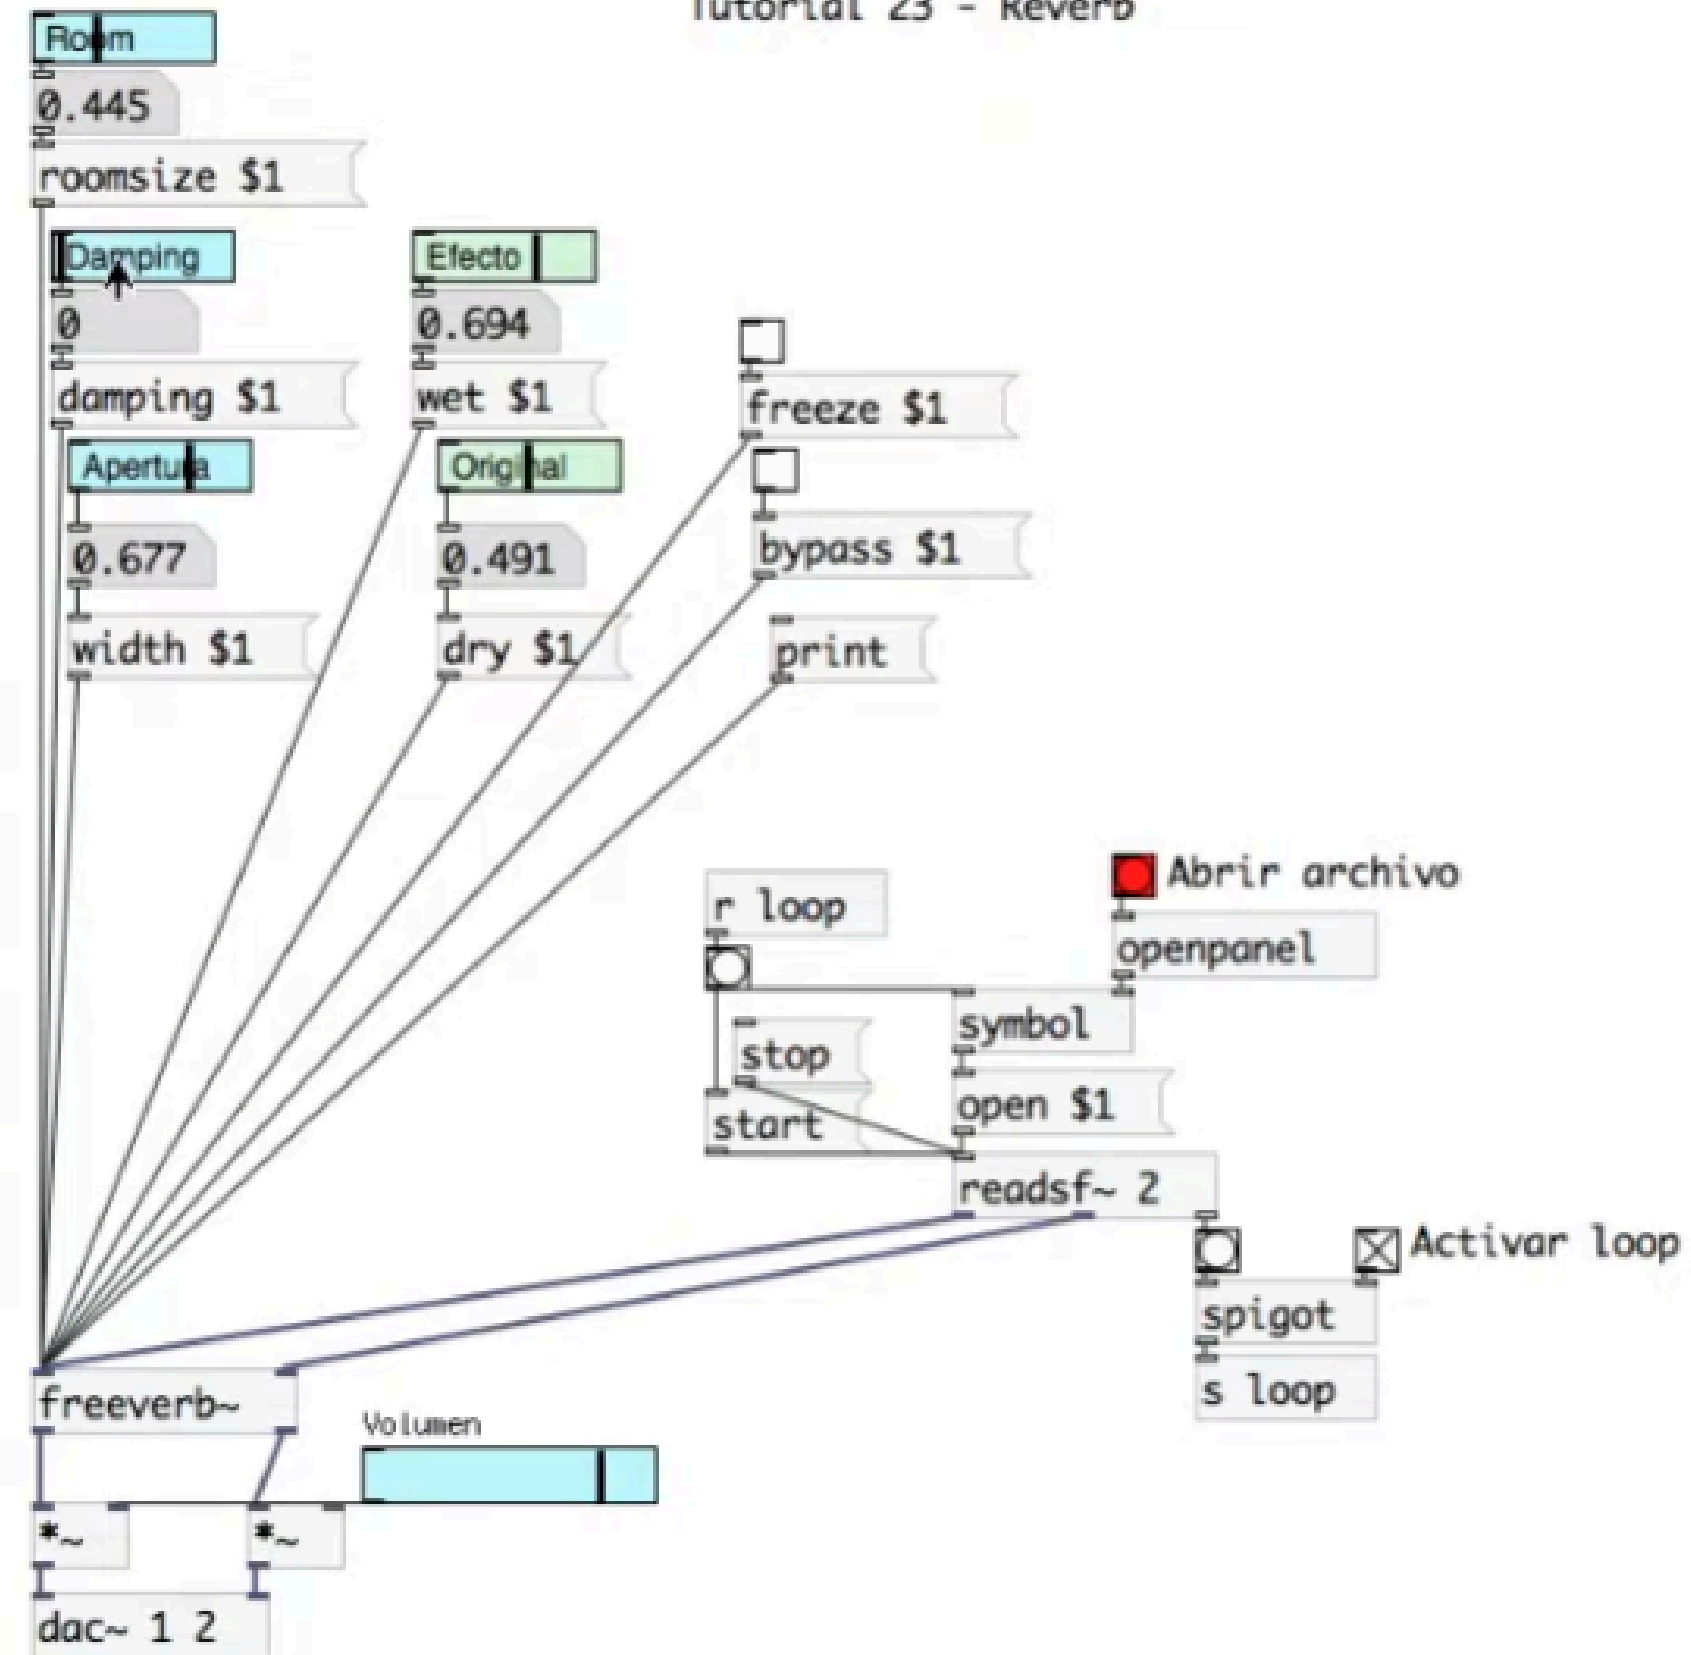 Tutorial 23 - Reverb
Room
0.445
roomsize $1
Damping
0
damping $1
Apertura
0.677
width $1
Efecto
0.694
wet $1
Original
0.491
dry $1
freeze $1
bypass $1
print
Abrir archivo
openpanel
r loop
symbol
stop
open $1
start
readsf~ 2
Activar loop
spigot
s loop
freeverb~
Volumen
*~
*~
dac~ 1 2